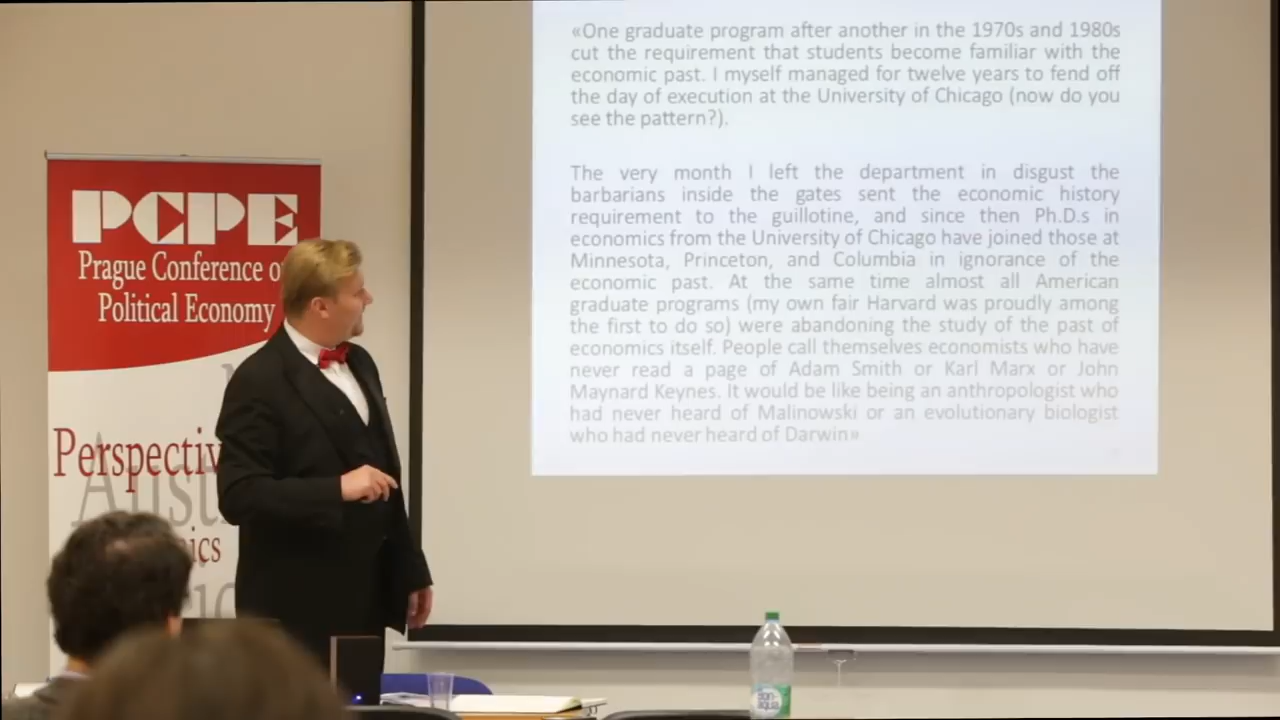 «One graduate program after another in the 1970s and 1980s
cut the requirement that students become familiar with the
economic past. I myself managed for twelve years to fend off
the day of execution at the University of Chicago (now do you
see the pattern?).
The very month I left the department in disgust the
barbarians inside the gates sent the economic history
requirement to the guillotine, and since then Ph.D.s in
economics from the University of Chicago have joined those at
Minnesota, Princeton, and Columbia in ignorance of the
economic past. At the same time almost all American
graduate programs (my own fair Harvard was proudly among
the first to do so) were abandoning the study of the past of
economics itself. People call themselves economists who have
never read a page of Adam Smith or Karl Marx or John
Maynard Keynes. It would be like being an anthropologist who
had never heard of Malinowski or an evolutionary biologist
who had never heard of Darwin»
PCPE
Prague Conference o
Political Economy
Perspectiv
Aust
ics